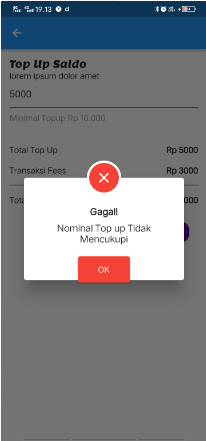 19.13
Top Up Saldo
lorem ipsum dolor amet
5000
Minimal Topup Rp 10.000
Total Top Up Rp 5000
Transaksi Fees Rp 3000
Gagal!
Nominal Top up Tidak
Mencukupi
OK